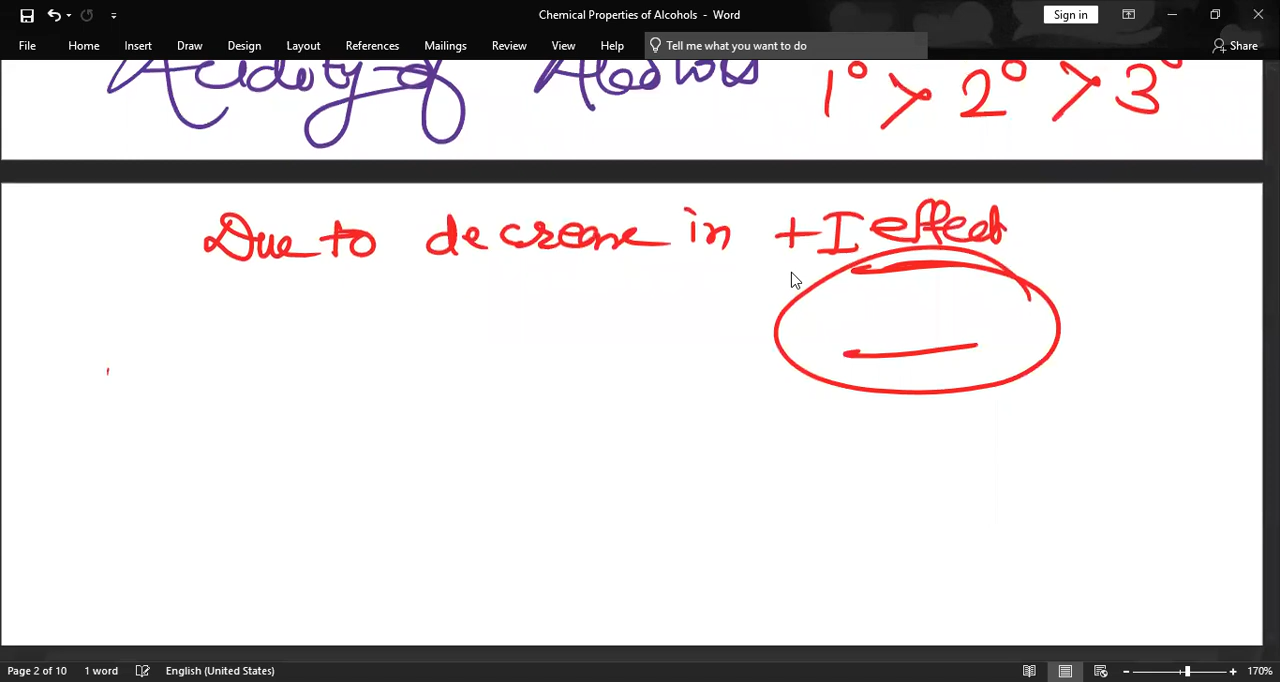 Chemical Properties of Alcohols - Word
Sign in
File Home Insert Draw Design Layout References Mailings Review View Help Tell me what you want to do Share
Acidity of Alcohols 1° > 2° > 3°
Due to decrease in +I effect
Page 2 of 10 1 word English (United States) 170%